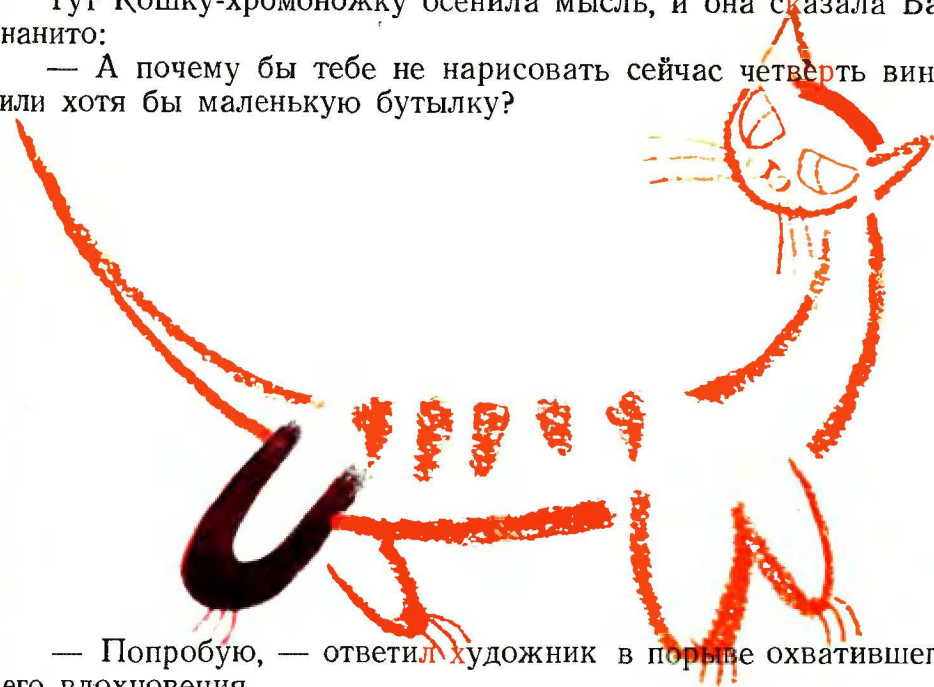 Тут Кошку-хромоножку осенила мысль, и она сказала Ба
нанито:
— А почему бы тебе не нарисовать сейчас четверть вин
или хотя бы маленькую бутылку?
— Попробую, — ответил художник в порыве охватившег
его вдохновения